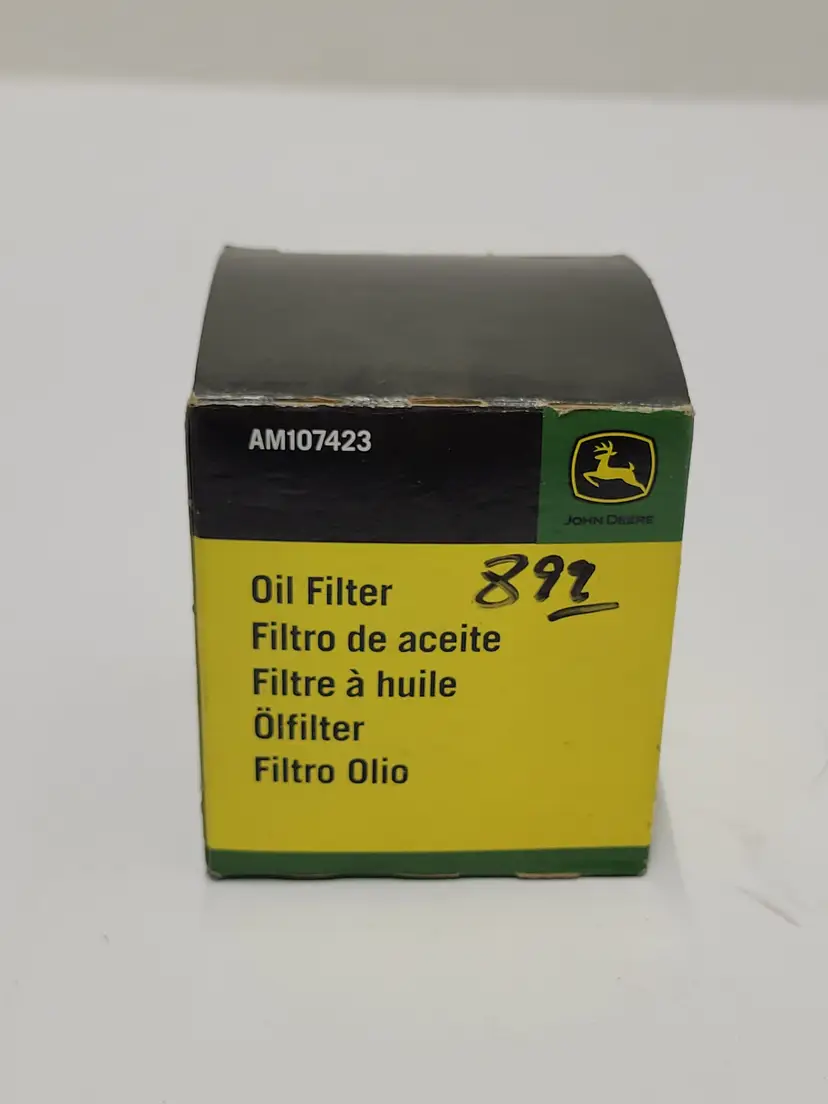 AM107423
JOHN DEERE
Oil Filter
Filtro de aceite
Filtre à huile
Ölfilter
Filtro Olio